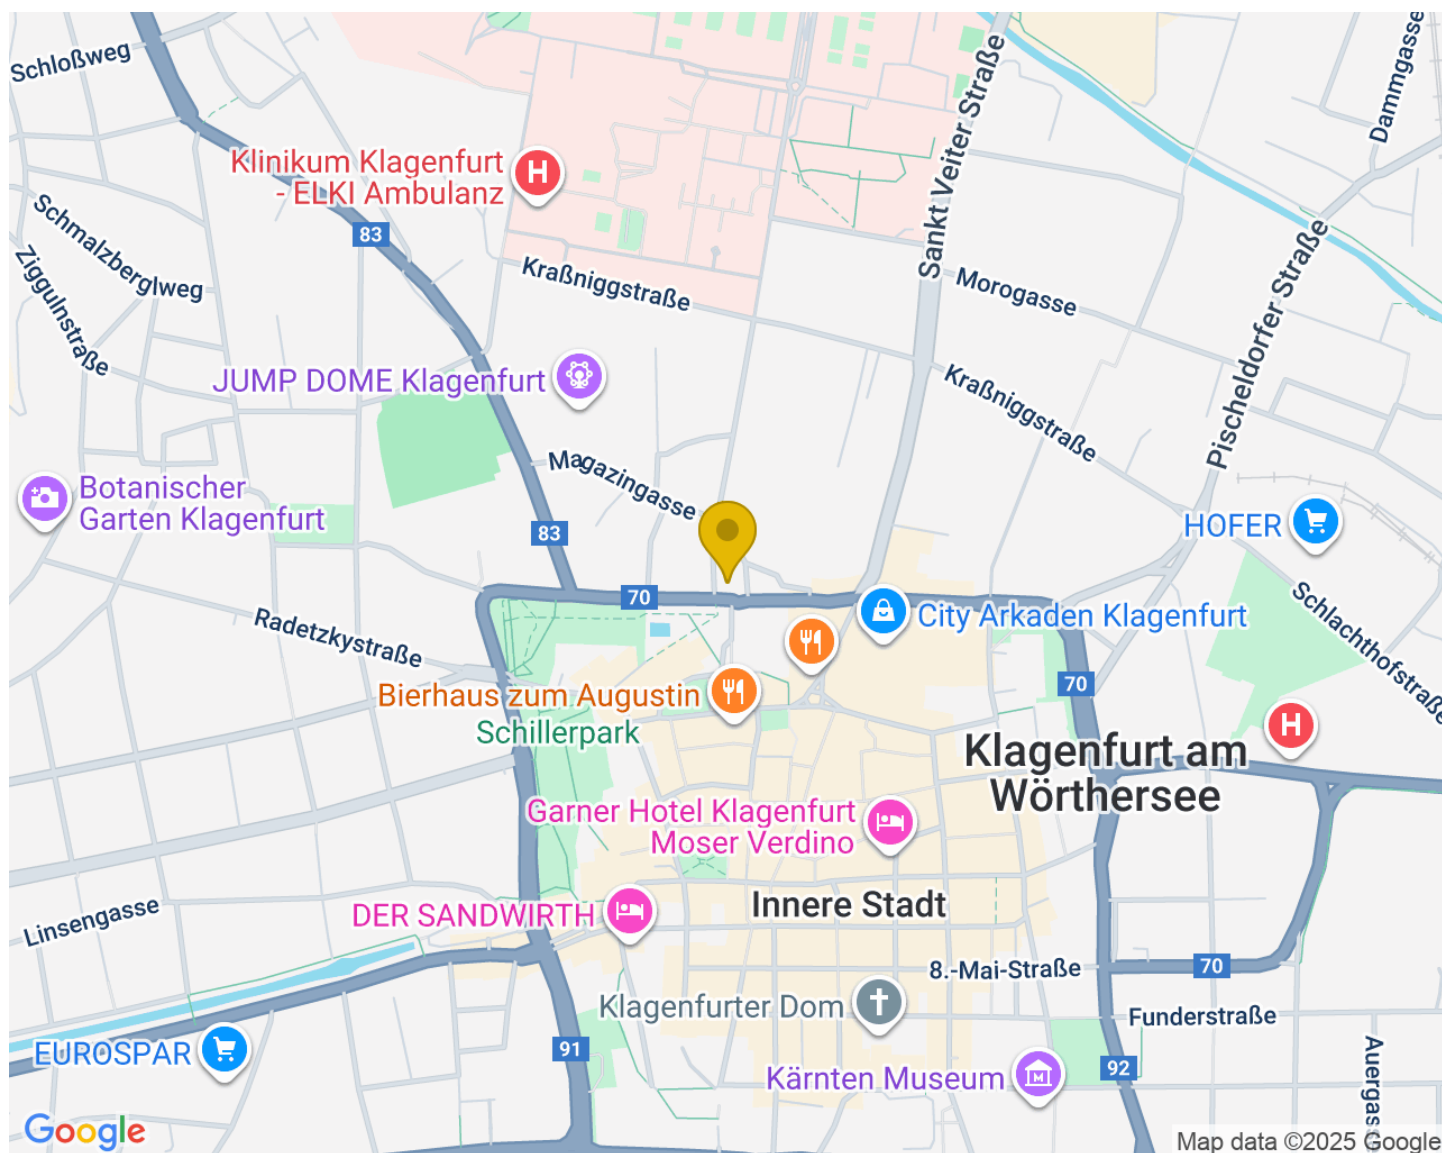 Schloßweg
Dammgasse
Klinikum Klagenfurt
- ELKI Ambulanz
H
Sankt Veiter Straße
Schmalzberglweg
83
Ziggulnstraße
Kraßniggstraße
Morogasse
Pischeldorfer Straße
JUMP DOME Klagenfurt
Kraßniggstraße
Magazingasse
Botanischer
Garten Klagenfurt
83
HOFER
70
City Arkaden Klagenfurt
Radetzkystraße
Schlachthofstraße
Bierhaus zum Augustin
70
Schillerpark
H
Klagenfurt am
Wörthersee
Garner Hotel Klagenfurt
Moser Verdino
Innere Stadt
DER SANDWIRTH
Linsengasse
8.-Mai-Straße
70
Klagenfurter Dom
Funderstraße
EUROSPAR
91
92
Kärnten Museum
M
Auergass
Google
Map data ©2025 Google